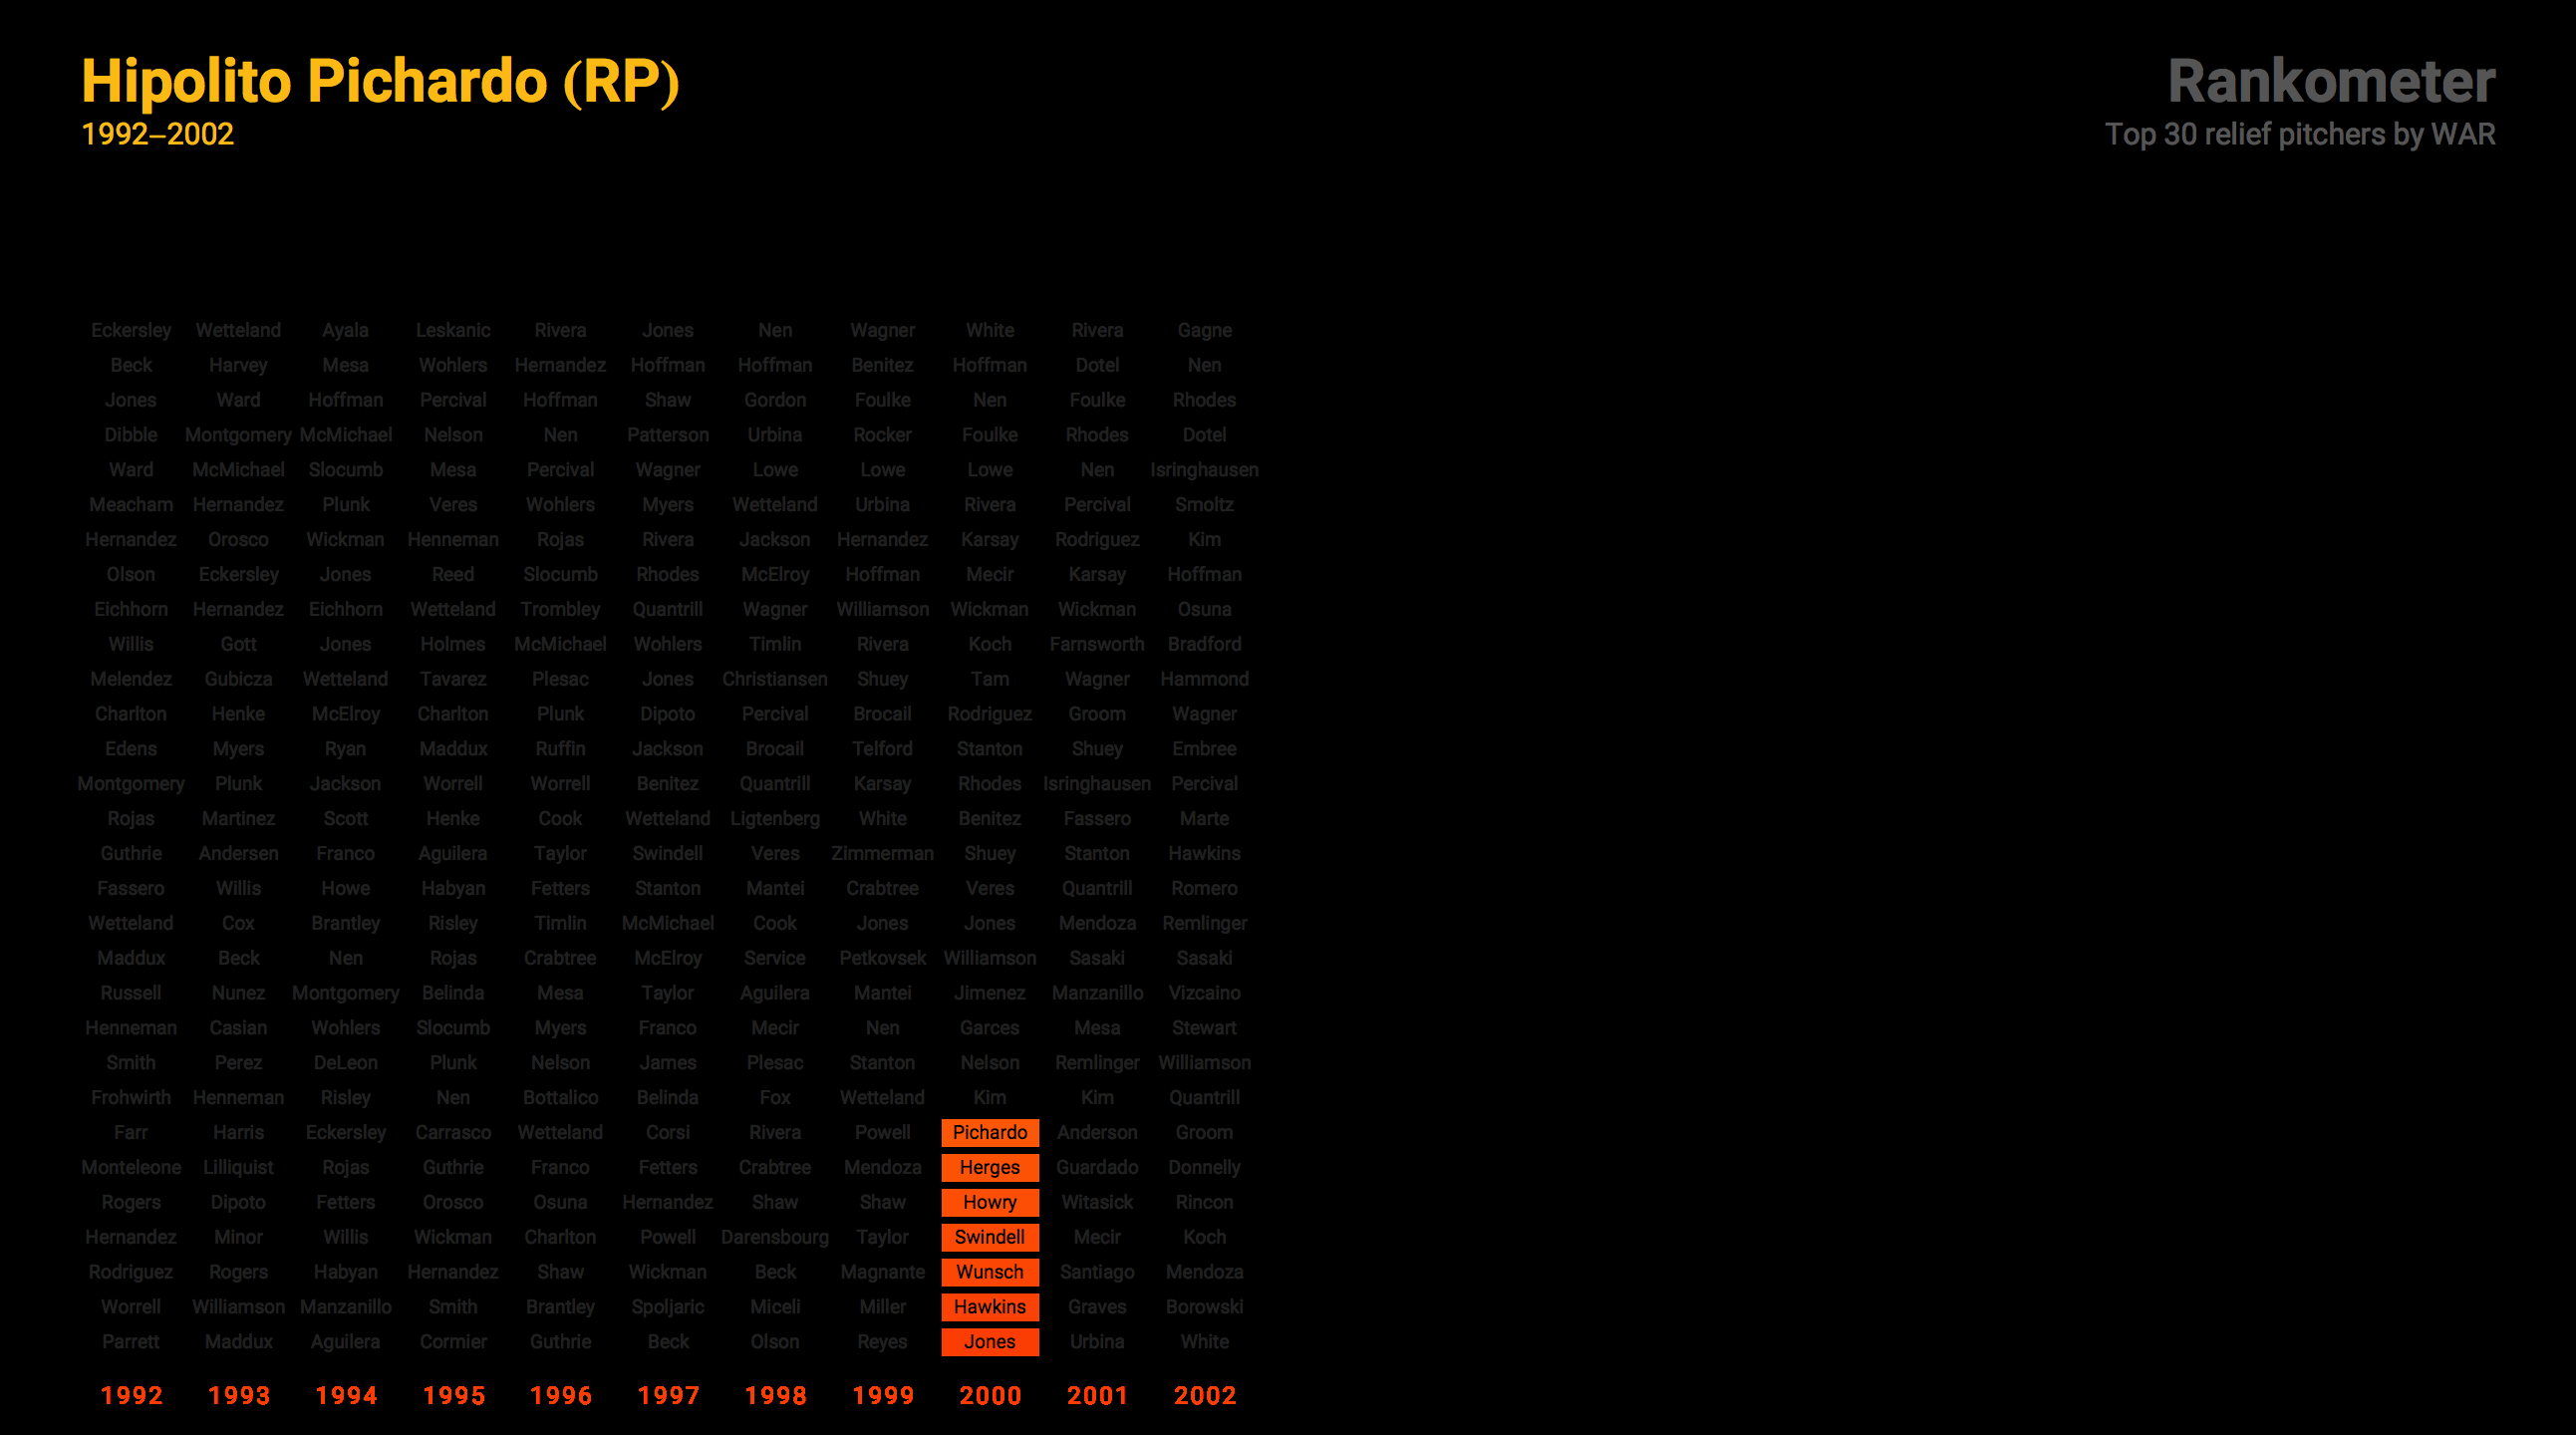 Hipolito Pichardo (RP)
1992–2002
Rankometer
Top 30 relief pitchers by WAR
Eckersley Wetteland Ayala Leskanic Rivera Jones Nen Wagner White Rivera Gagne
Beck Harvey Mesa Wohlers Hernandez Hoffman Hoffman Benitez Hoffman Dotel Nen
Jones Ward Hoffman Percival Hoffman Shaw Gordon Foulke Nen Foulke Rhodes
Dibble Montgomery McMichael Nelson Nen Patterson Urbina Rocker Foulke Rhodes Dotel
Ward McMichael Slocumb Mesa Percival Wagner Lowe Lowe Lowe Nen Isringhausen
Meacham Hernandez Plunk Veres Wohlers Myers Wetteland Urbina Rivera Percival Smoltz
Hernandez Orosco Wickman Henneman Rojas Rivera Jackson Hernandez Karsay Rodriguez Kim
Olson Eckersley Jones Reed Slocumb Rhodes McElroy Hoffman Mecir Karsay Hoffman
Eichhorn Hernandez Eichhorn Wetteland Trombley Quantrill Wagner Williamson Wickman Wickman Osuna
Willis Gott Jones Holmes McMichael Wohlers Timlin Rivera Koch Farnsworth Bradford
Melendez Gubicza Wetteland Tavarez Plesac Jones Christiansen Shuey Tam Wagner Hammond
Charlton Henke McElroy Charlton Plunk Dipoto Percival Brocail Rodriguez Groom Wagner
Edens Myers Ryan Maddux Ruffin Jackson Brocail Telford Stanton Shuey Embree
Montgomery Plunk Jackson Worrell Worrell Benitez Quantrill Karsay Rhodes Isringhausen Percival
Rojas Martinez Scott Henke Cook Wetteland Ligtenberg White Benitez Fassero Marte
Guthrie Andersen Franco Aguilera Taylor Swindell Veres Zimmerman Shuey Stanton Hawkins
Fassero Willis Howe Habyan Fetters Stanton Mantei Crabtree Veres Quantrill Romero
Wetteland Cox Brantley Risley Timlin McMichael Cook Jones Jones Mendoza Remlinger
Maddux Beck Nen Rojas Crabtree McElroy Service Petkovsek Williamson Sasaki Sasaki
Russell Nunez Montgomery Belinda Mesa Taylor Aguilera Mantei Jimenez Manzanillo Vizcaino
Henneman Casian Wohlers Slocumb Myers Franco Mecir Nen Garces Mesa Stewart
Smith Perez DeLeon Plunk Nelson James Plesac Stanton Nelson Remlinger Williamson
Frohwirth Henneman Risley Nen Bottalico Belinda Fox Wetteland Kim Kim Quantrill
Farr Harris Eckersley Carrasco Wetteland Corsi Rivera Powell Pichardo Anderson Groom
Monteleone Lilliquist Rojas Guthrie Franco Fetters Crabtree Mendoza Herges Guardado Donnelly
Rogers Dipoto Fetters Orosco Osuna Hernandez Shaw Shaw Howry Witasick Rincon
Hernandez Minor Willis Wickman Charlton Powell Darensbourg Taylor Swindell Mecir Koch
Rodriguez Rogers Habyan Hernandez Shaw Wickman Beck Magnante Wunsch Santiago Mendoza
Worrell Williamson Manzanillo Smith Brantley Spoljaric Miceli Miller Hawkins Graves Borowski
Parrett Maddux Aguilera Cormier Guthrie Beck Olson Reyes Jones Urbina White
1992 1993 1994 1995 1996 1997 1998 1999 2000 2001 2002